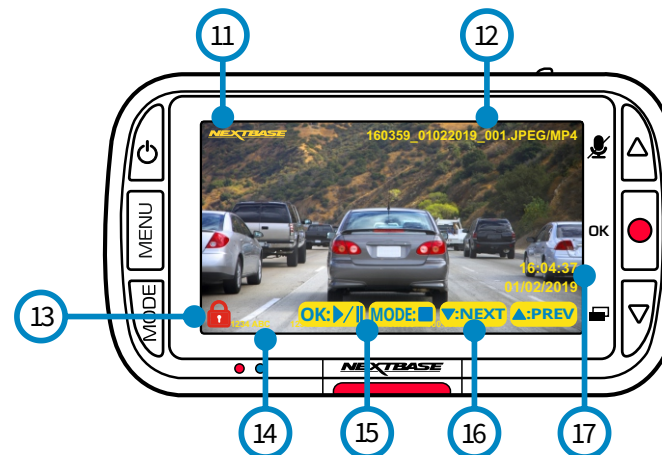 11 12
NEXTBASE 160359_01022019_001.JPEG/MP4
MENU
OK
16:04:37
01/02/2019
MODE
13
OK:▶/|| MODE:■ ▼:NEXT ▲:PREV
NEXTBASE
14 15 16 17